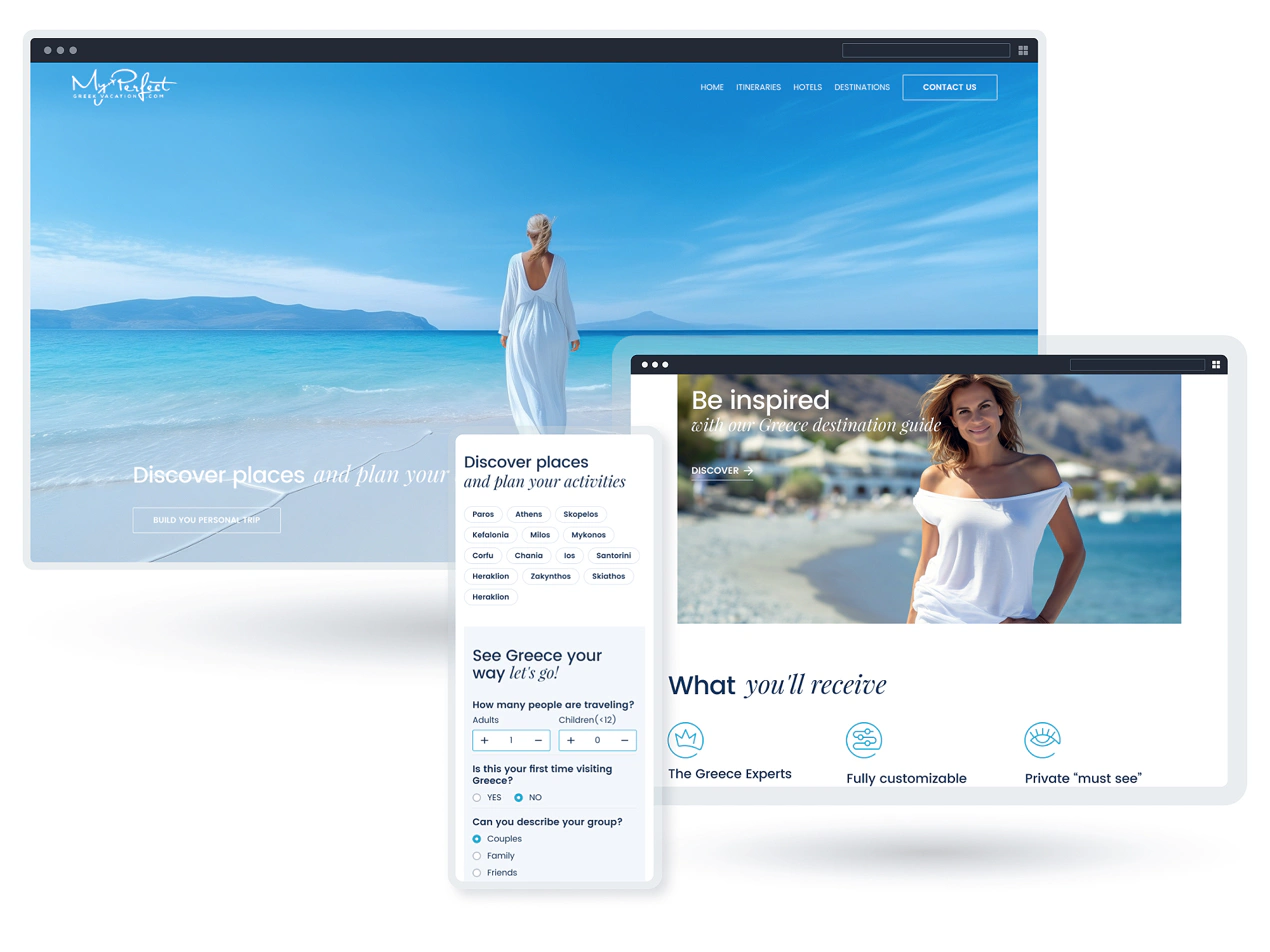 My Perfect
GREEK VACATION .COM
HOME ITINERARIES HOTELS DESTINATIONS CONTACT US
Discover places and plan your
BUILD YOU PERSONAL TRIP
Discover places
and plan your activities
Paros Athens Skopelos
Kefalonia Milos Mykonos
Corfu Chania Ios Santorini
Heraklion Zakynthos Skiathos
Heraklion
See Greece your
way let's go!
How many people are traveling?
Adults Children(<12)
+ 1 − + 0 −
Is this your first time visiting
Greece?
YES NO
Can you describe your group?
Couples
Family
Friends
Be inspired
with our Greece destination guide
DISCOVER →
What you'll receive
The Greece Experts Fully customizable Private “must see”